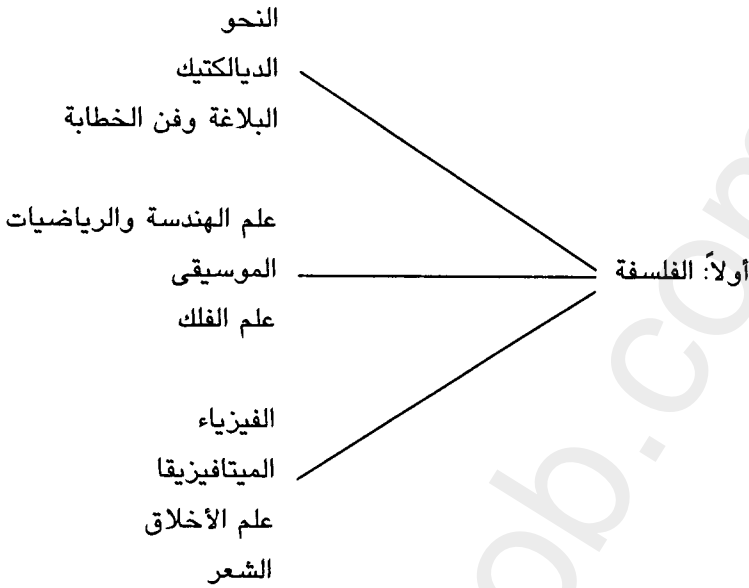 النحو
الديالكتيك
البلاغة وفن الخطابة
علم الهندسة والرياضيات
أولاً: الفلسفة
الموسيقى
علم الفلك
الفيزياء
الميتافيزيقا
علم الأخلاق
الشعر